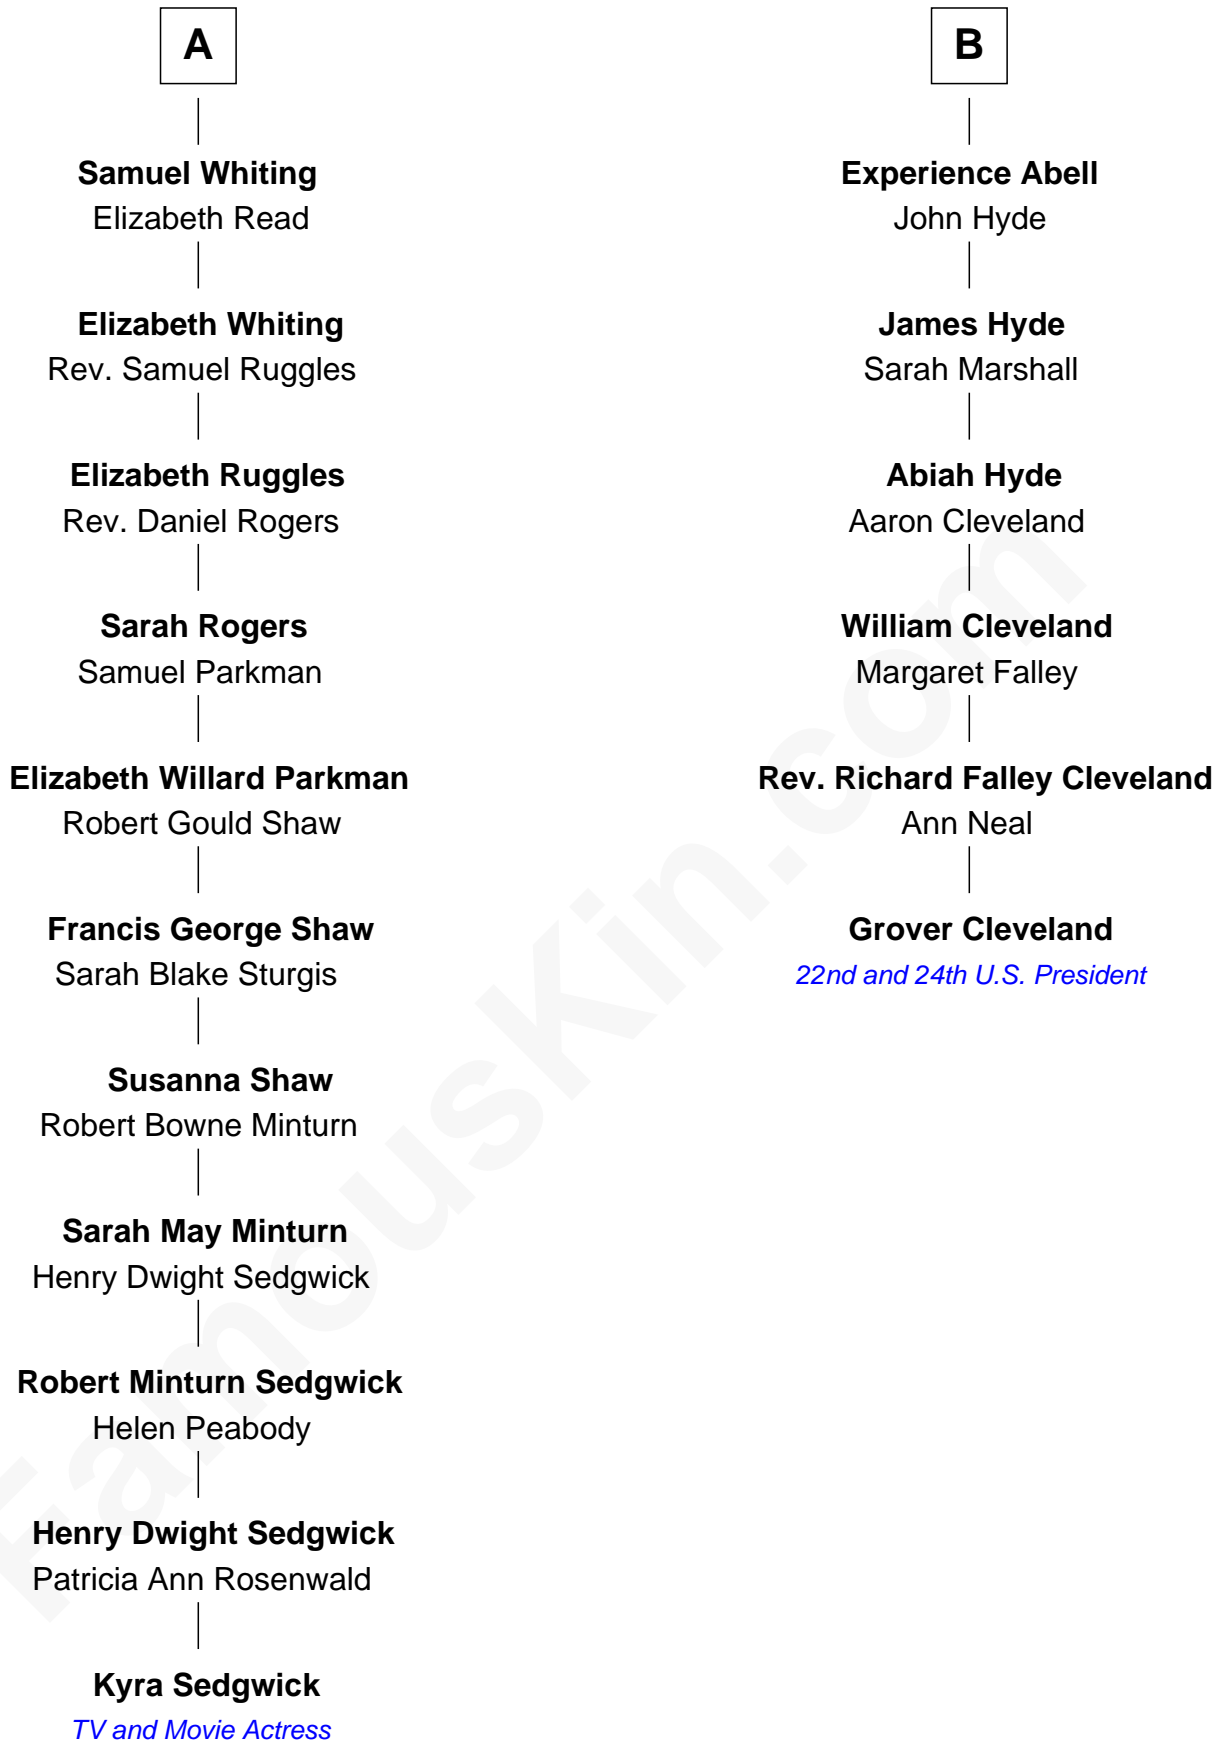 A
Samuel Whiting
Elizabeth Read
Elizabeth Whiting
Rev. Samuel Ruggles
Elizabeth Ruggles
Rev. Daniel Rogers
Sarah Rogers
Samuel Parkman
Elizabeth Willard Parkman
Robert Gould Shaw
Francis George Shaw
Sarah Blake Sturgis
Susanna Shaw
Robert Bowne Minturn
Sarah May Minturn
Henry Dwight Sedgwick
Robert Minturn Sedgwick
Helen Peabody
Henry Dwight Sedgwick
Patricia Ann Rosenwald
Kyra Sedgwick
TV and Movie Actress
B
Experience Abell
John Hyde
James Hyde
Sarah Marshall
Abiah Hyde
Aaron Cleveland
William Cleveland
Margaret Falley
Rev. Richard Falley Cleveland
Ann Neal
Grover Cleveland
22nd and 24th U.S. President
FamousKin.com